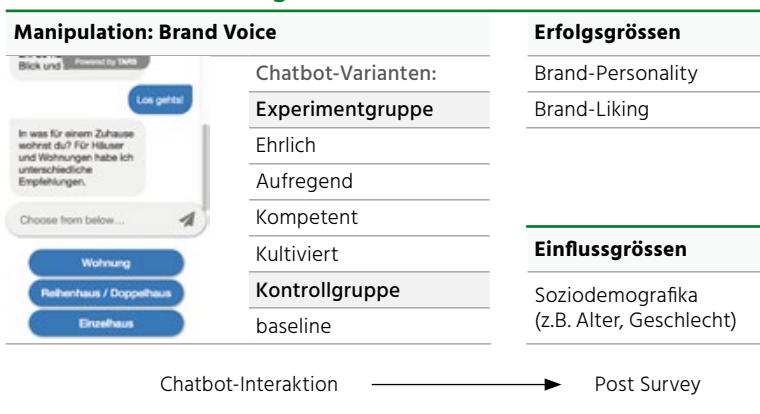 Manipulation: Brand Voice
Blick und
Powered by TARS
Los gehts!
In was für einem Zuhause
wohnst du? Für Häuser
und Wohnungen habe ich
unterschiedliche
Empfehlungen.
Choose from below...
Wohnung
Reihenhaus / Doppelhaus
Einzelhaus
Chatbot-Varianten:
Experimentgruppe
Ehrlich
Aufregend
Kompetent
Kultiviert
Kontrollgruppe
baseline
Erfolgsgrössen
Brand-Personality
Brand-Liking
Einflussgrössen
Soziodemografika
(z.B. Alter, Geschlecht)
Chatbot-Interaktion
Post Survey